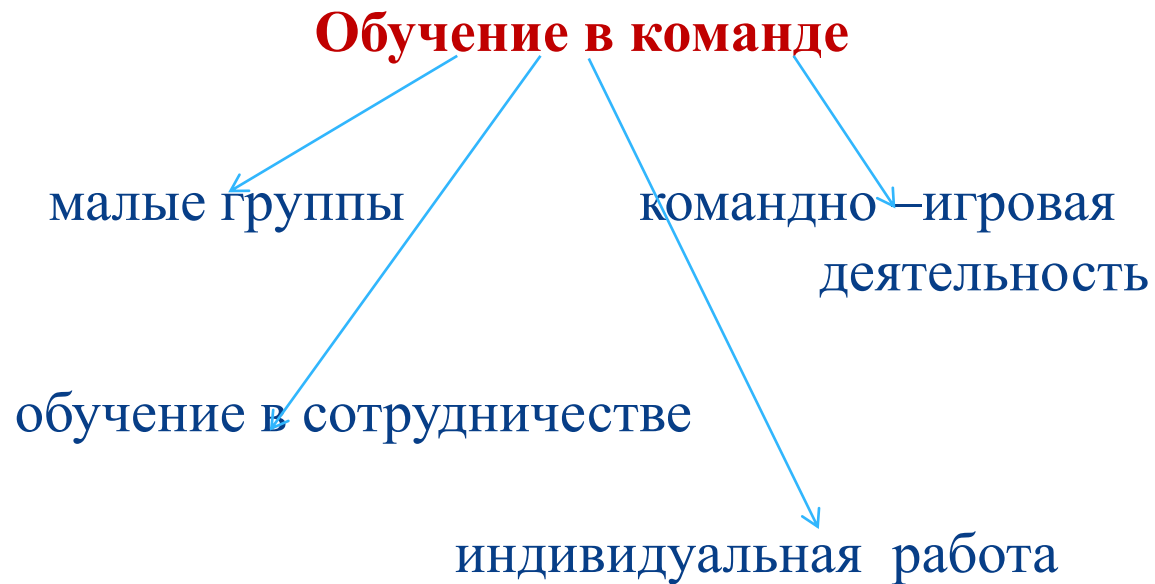 Обучение в команде
малые группы
командно –игровая
деятельность
обучение в сотрудничестве
индивидуальная работа